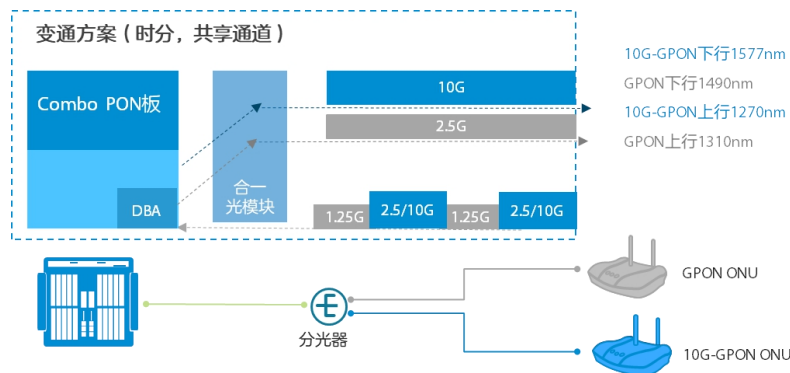 变通方案（时分，共享通道）
Combo PON板
DBA
合一
光模块
10G
2.5G
1.25G
2.5/10G
1.25G
2.5/10G
10G-GPON下行1577nm
GPON下行1490nm
10G-GPON上行1270nm
GPON上行1310nm
分光器
GPON ONU
10G-GPON ONU